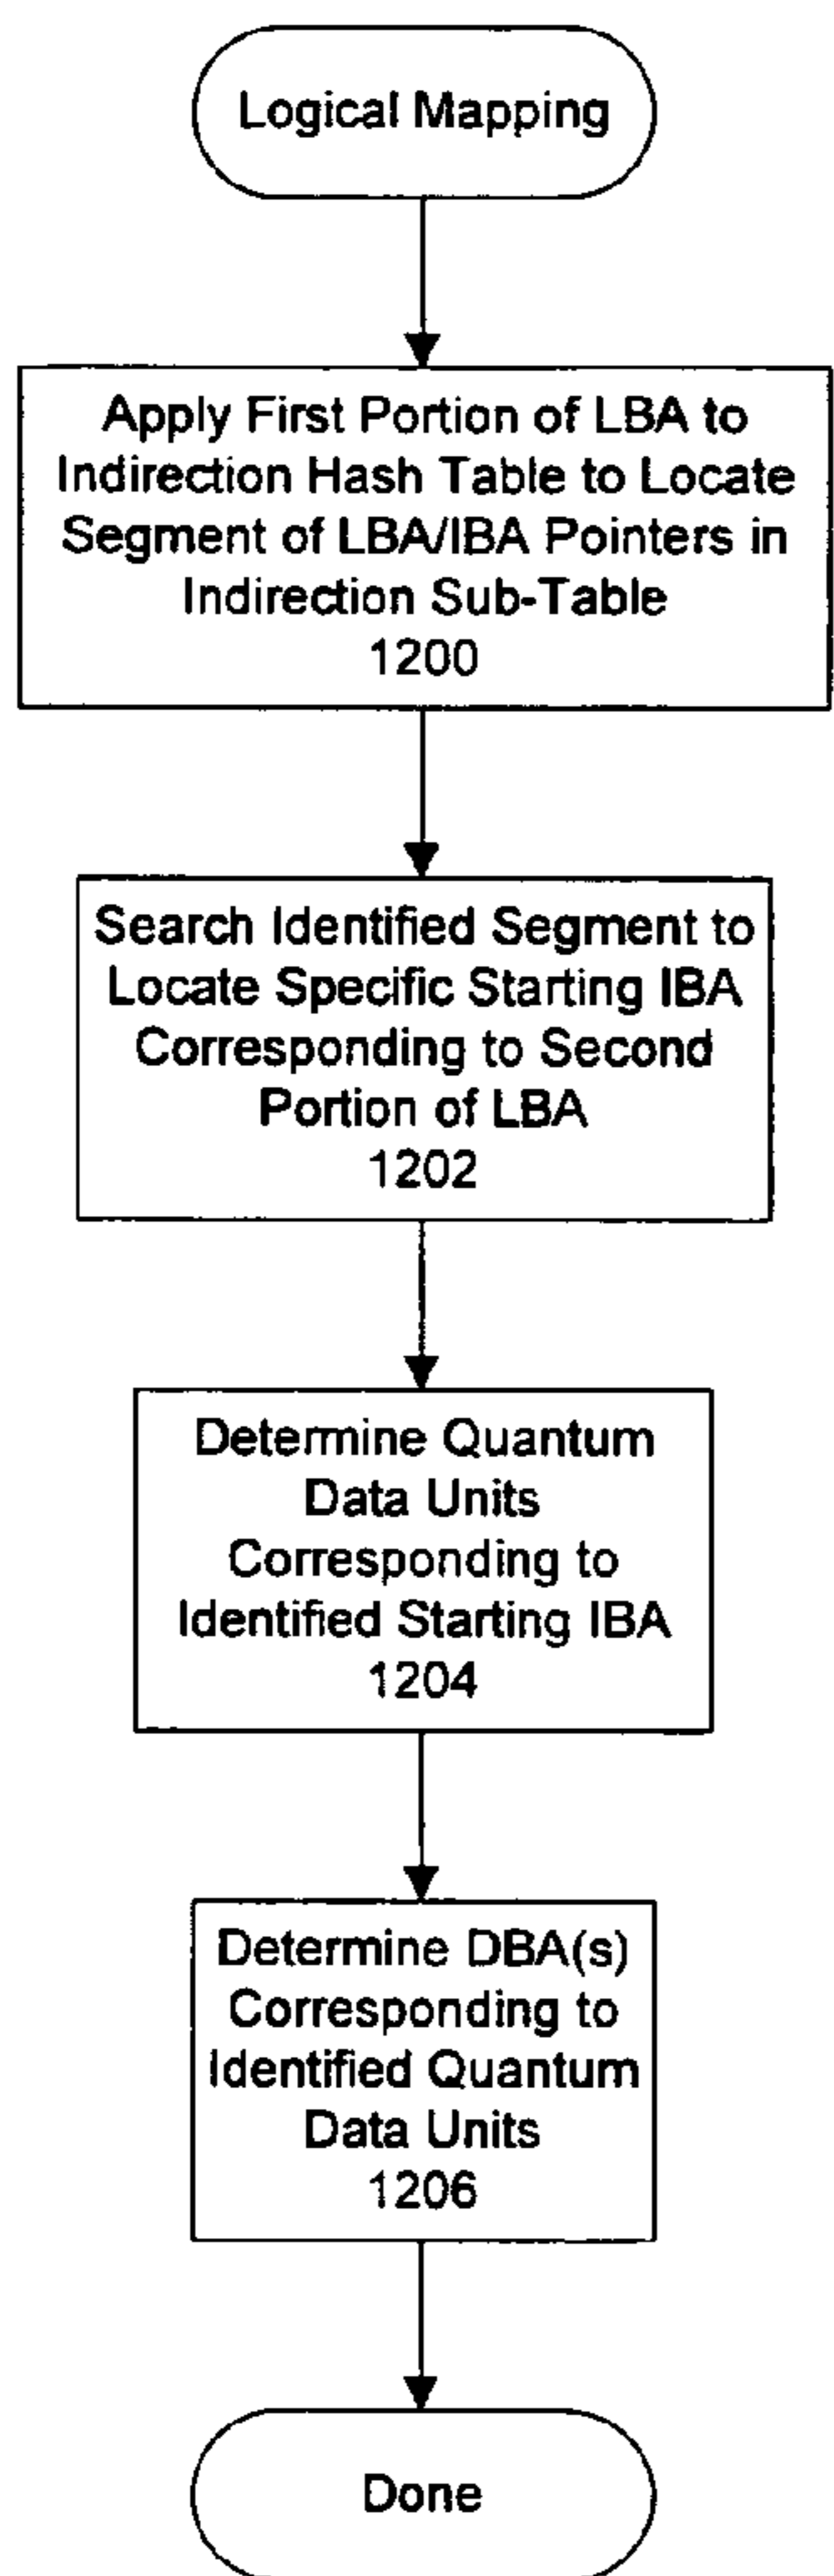 Logical Mapping
Apply First Portion of LBA to
Indirection Hash Table to Locate
Segment of LBA/IBA Pointers in
Indirection Sub-Table
1200
Search Identified Segment to
Locate Specific Starting IBA
Corresponding to Second
Portion of LBA
1202
Determine Quantum
Data Units
Corresponding to
Identified Starting IBA
1204
Determine DBA(s)
Corresponding to
Identified Quantum
Data Units
1206
Done